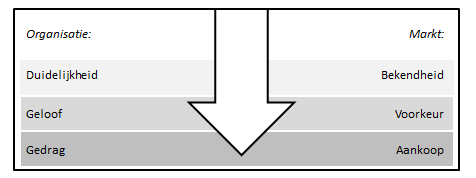 Organisatie: Markt:
Duidelijkheid Bekendheid
Geloof Voorkeur
Gedrag Aankoop